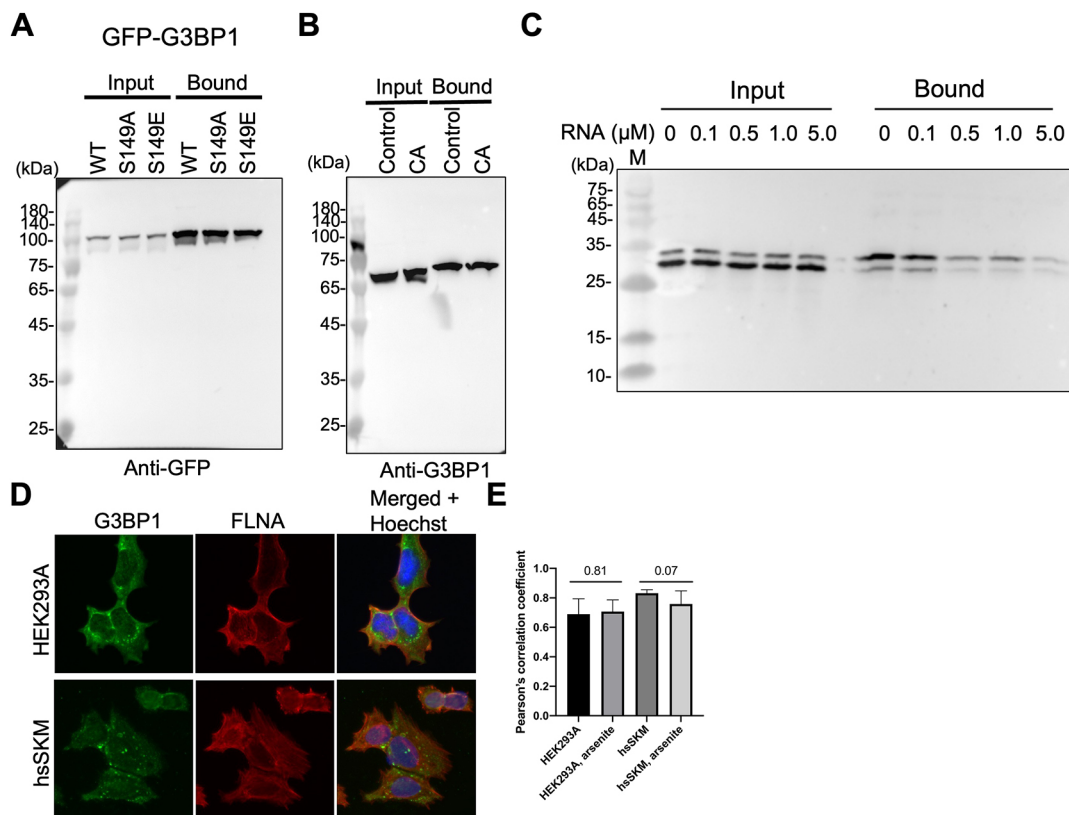 A
GFP-G3BP1
Input Bound
WT S149A S149E WT S149A S149E
(kDa)
180-
140-
100-
75-
65-
45-
35-
25-
Anti-GFP
B
Input Bound
Control CA Control CA
(kDa)
180-
140-
100-
75-
65-
45-
35-
25-
Anti-G3BP1
C
Input Bound
RNA (µM) 0 0.1 0.5 1.0 5.0 0 0.1 0.5 1.0 5.0
(kDa) M
75-
65-
45-
35-
25-
15-
10-
D
G3BP1 FLNA Merged +
Hoechst
HEK293A
hsSKM
E
Pearson's correlation coefficient
1.0
0.8
0.6
0.4
0.2
0.0
0.81 0.07
HEK293A
HEK293A, arsenite
hsSKM
hsSKM, arsenite